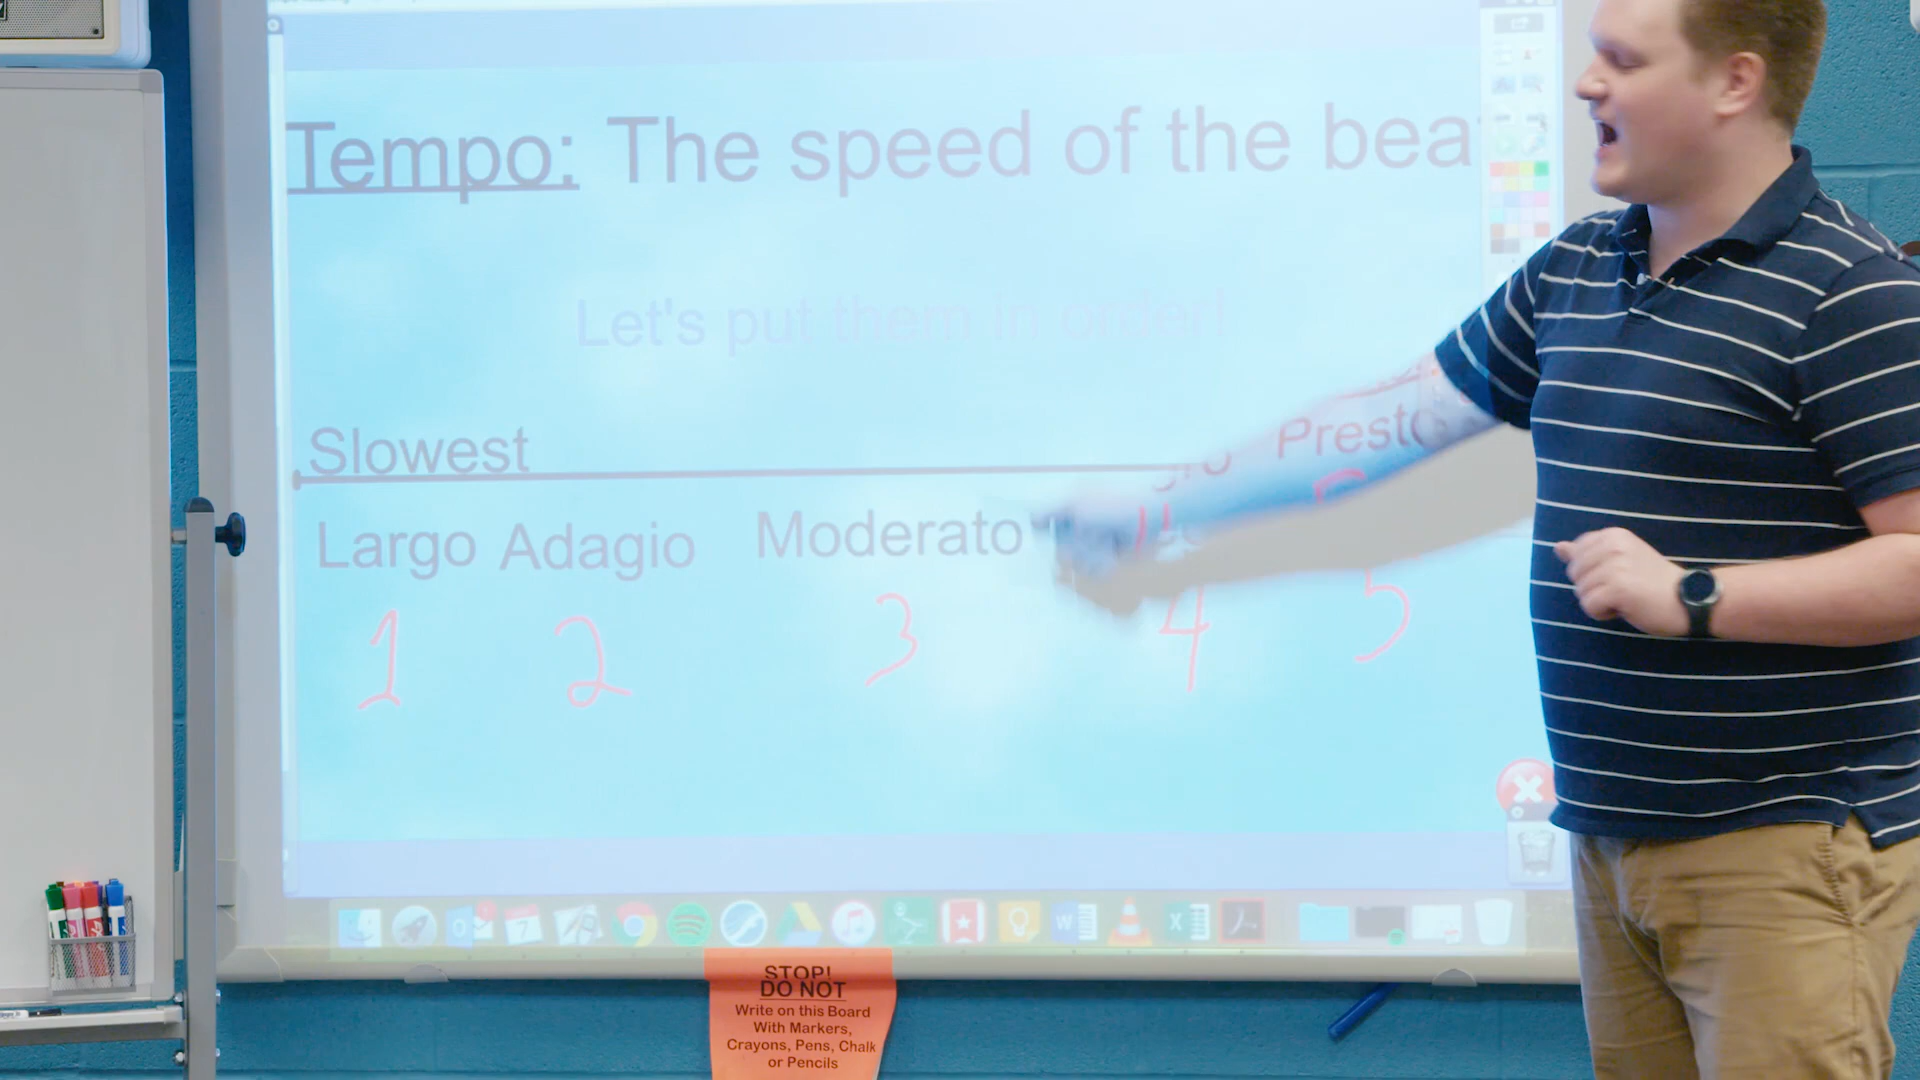 Tempo: The speed of the bea
Let's put them in order!
Slowest
Presto
Largo Adagio Moderato
1 2 3 4 5
STOP!
DO NOT
Write on this Board
With Markers,
Crayons, Pens, Chalk
or Pencils